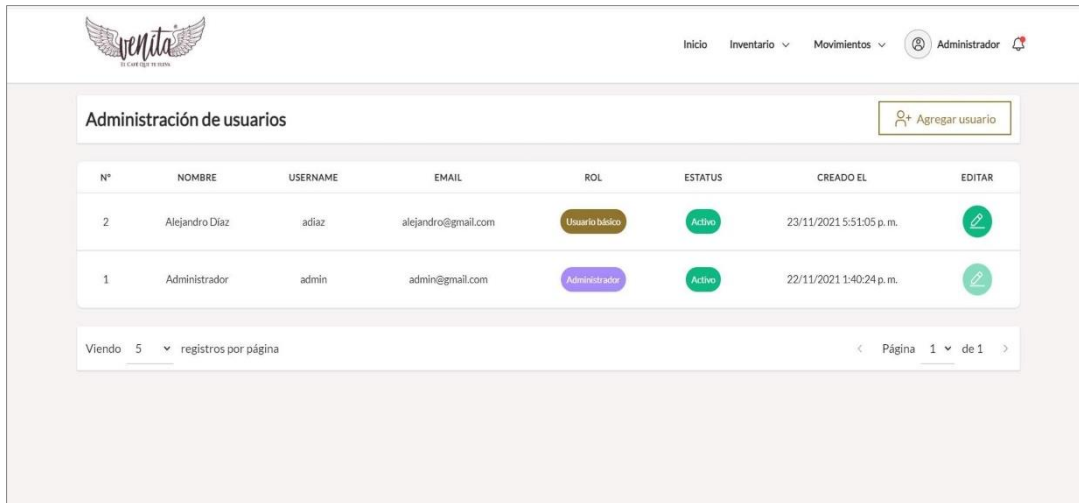 venita
EL CAFÉ QUE TE ELEVA
Inicio Inventario Movimientos Administrador
Administración de usuarios
Agregar usuario
N° NOMBRE USERNAME EMAIL ROL ESTATUS CREADO EL EDITAR
2 Alejandro Díaz adiaz alejandro@gmail.com Usuario básico Activo 23/11/2021 5:51:05 p. m.
1 Administrador admin admin@gmail.com Administrador Activo 22/11/2021 1:40:24 p. m.
Viendo 5 registros por página
Página 1 de 1